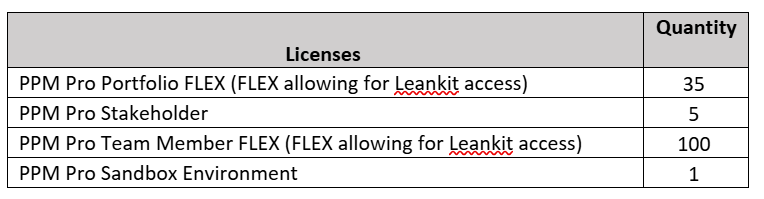 Licenses Quantity
PPM Pro Portfolio FLEX (FLEX allowing for Leankit access) 35
PPM Pro Stakeholder 5
PPM Pro Team Member FLEX (FLEX allowing for Leankit access) 100
PPM Pro Sandbox Environment 1